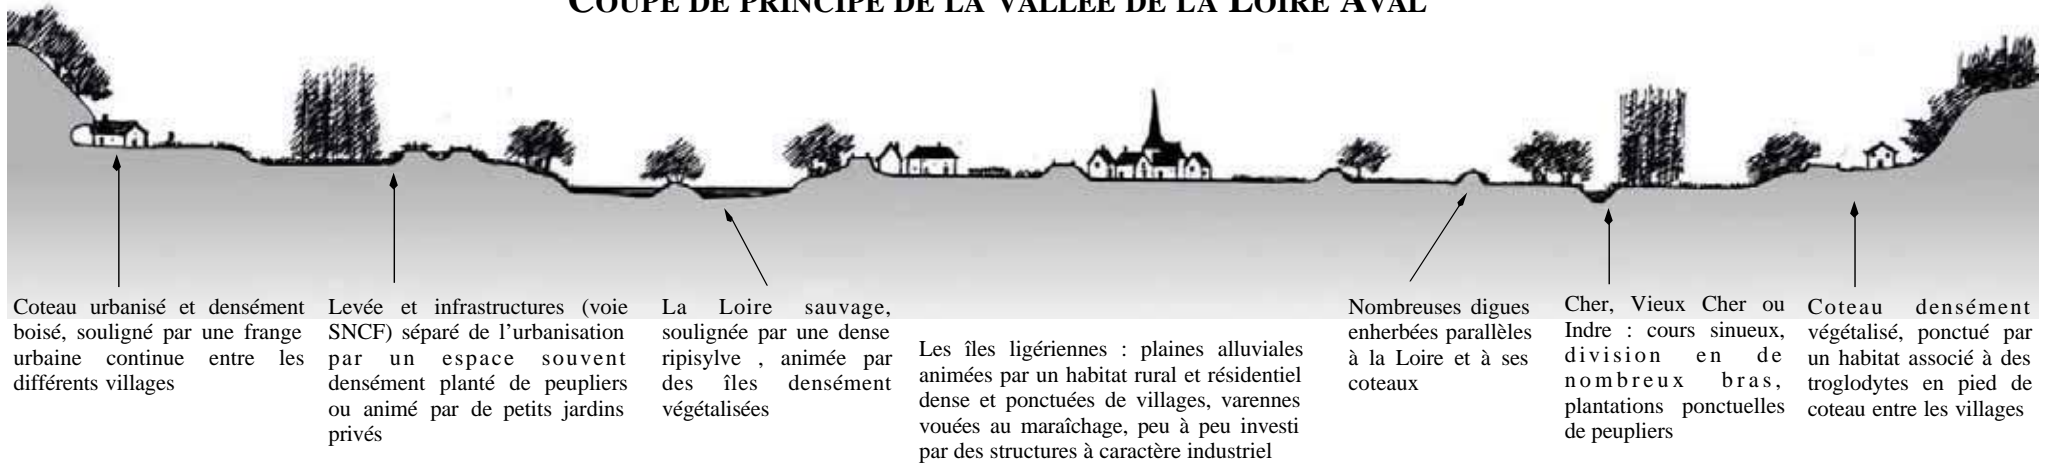 COUPE DE PRINCIPE DE LA VALLEE DE LA LOIRE AVAL
Coteau urbanisé et densément
boisé, souligné par une frange
urbaine continue entre les
différents villages
Levée et infrastructures (voie
SNCF) séparé de l’urbanisation
par un espace souvent
densément planté de peupliers
ou animé par de petits jardins
privés
La Loire sauvage,
soulignée par une dense
ripisylve , animée par
des îles densément
végétalisées
Les îles ligériennes : plaines alluviales
animées par un habitat rural et résidentiel
dense et ponctuées de villages, varennes
vouées au maraîchage, peu à peu investi
par des structures à caractère industriel
Nombreuses digues
enherbées parallèles
à la Loire et à ses
coteaux
Cher, Vieux Cher ou
Indre : cours sinueux,
division en de
nombreux bras,
plantations ponctuelles
de peupliers
Coteau densément
végétalisé, ponctué par
un habitat associé à des
troglodytes en pied de
coteau entre les villages